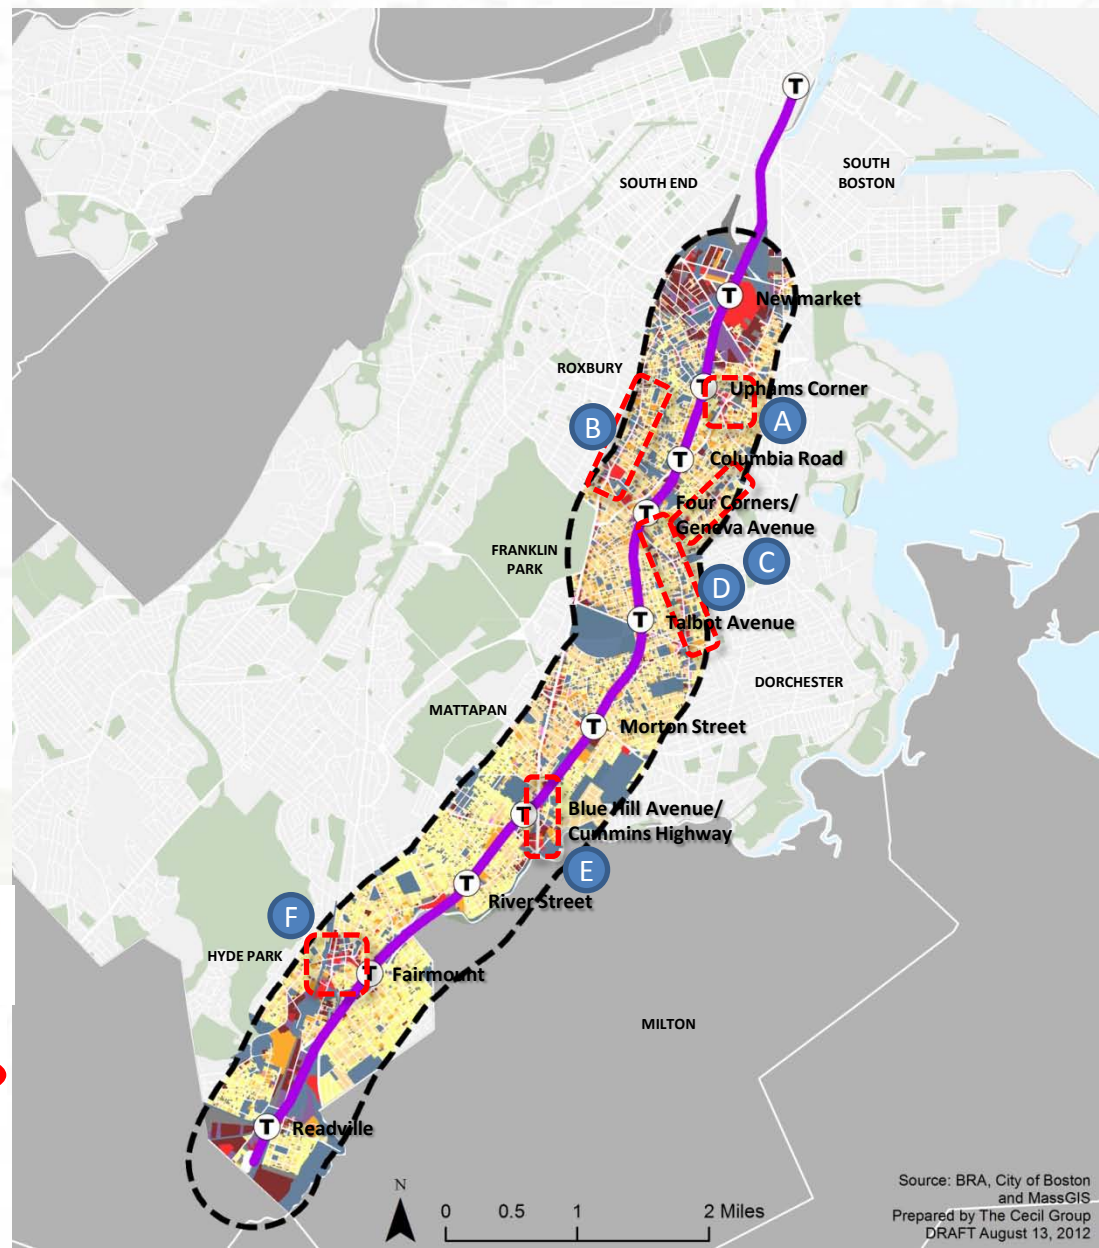 T
SOUTH
BOSTON
SOUTH END
T
Newmarket
ROXBURY
T
Uphams Corner
A
B
T
Columbia Road
T
Four Corners/
Geneva Avenue
FRANKLIN
PARK
C
D
T
Talbot Avenue
DORCHESTER
MATTAPAN
T
Morton Street
T
Blue Hill Avenue/
Cummins Highway
E
T
River Street
F
HYDE PARK
T
Fairmount
MILTON
T
Readville
N
0 0.5 1 2 Miles
Source: BRA, City of Boston
and MassGIS
Prepared by The Cecil Group
DRAFT August 13, 2012